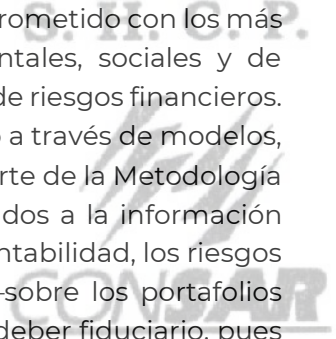 S. H. C. P.
rometido con los más
ntales, sociales y de
de riesgos financieros.
o a través de modelos,
rte de la Metodología
dos a la información
ntabilidad, los riesgos
–sobre los portafolios
deber fiduciario, pues
CONSAR